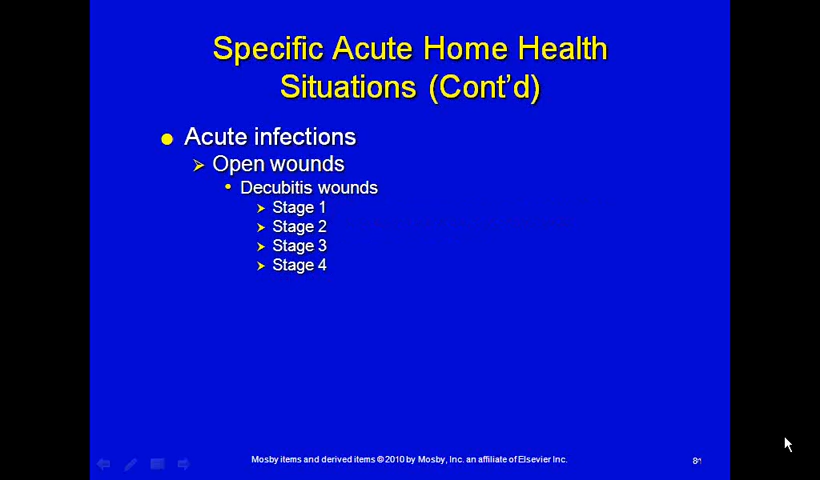 Specific Acute Home Health
Situations (Cont'd)
Acute infections
Open wounds
Decubitis wounds
Stage 1
Stage 2
Stage 3
Stage 4
Mosby items and derived items © 2010 by Mosby, Inc. an affiliate of Elsevier Inc.